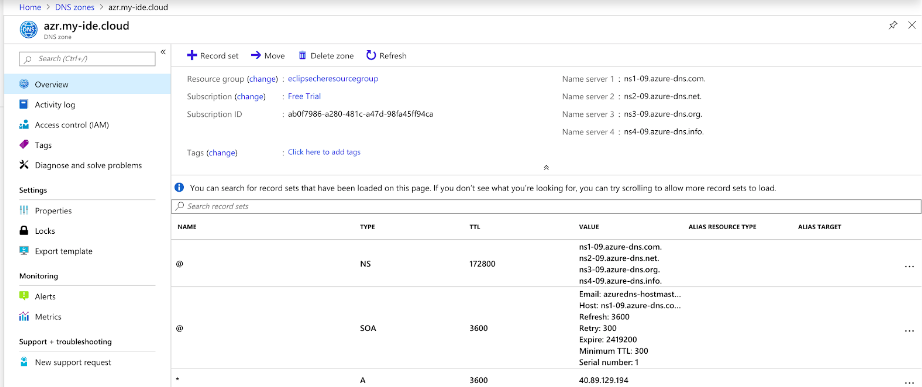 Home > DNS zones > azr.my-ide.cloud
azr.my-ide.cloud
DNS zone
Search (Ctrl+/)
Overview
Activity log
Access control (IAM)
Tags
Diagnose and solve problems
Settings
Properties
Locks
Export template
Monitoring
Alerts
Metrics
Support + troubleshooting
New support request
Record set Move Delete zone Refresh
Resource group (change) : eclipsecheresourcegroup
Subscription (change) : Free Trial
Subscription ID : ab0f7986-a280-481c-a47d-98fa45ff94ca
Tags (change) : Click here to add tags
Name server 1 : ns1-09.azure-dns.com.
Name server 2 : ns2-09.azure-dns.net.
Name server 3 : ns3-09.azure-dns.org.
Name server 4 : ns4-09.azure-dns.info.
You can search for record sets that have been loaded on this page. If you don't see what you're looking for, you can try scrolling to allow more record sets to load.
Search record sets
NAME TYPE TTL VALUE ALIAS RESOURCE TYPE ALIAS TARGET
@ NS 172800 ns1-09.azure-dns.com.
ns2-09.azure-dns.net.
ns3-09.azure-dns.org.
ns4-09.azure-dns.info.
...
@ SOA 3600 Email: azuredns-hostmast...
Host: ns1-09.azure-dns.co...
Refresh: 3600
Retry: 300
Expire: 2419200
Minimum TTL: 300
Serial number: 1
...
* A 3600 40.89.129.194 ...